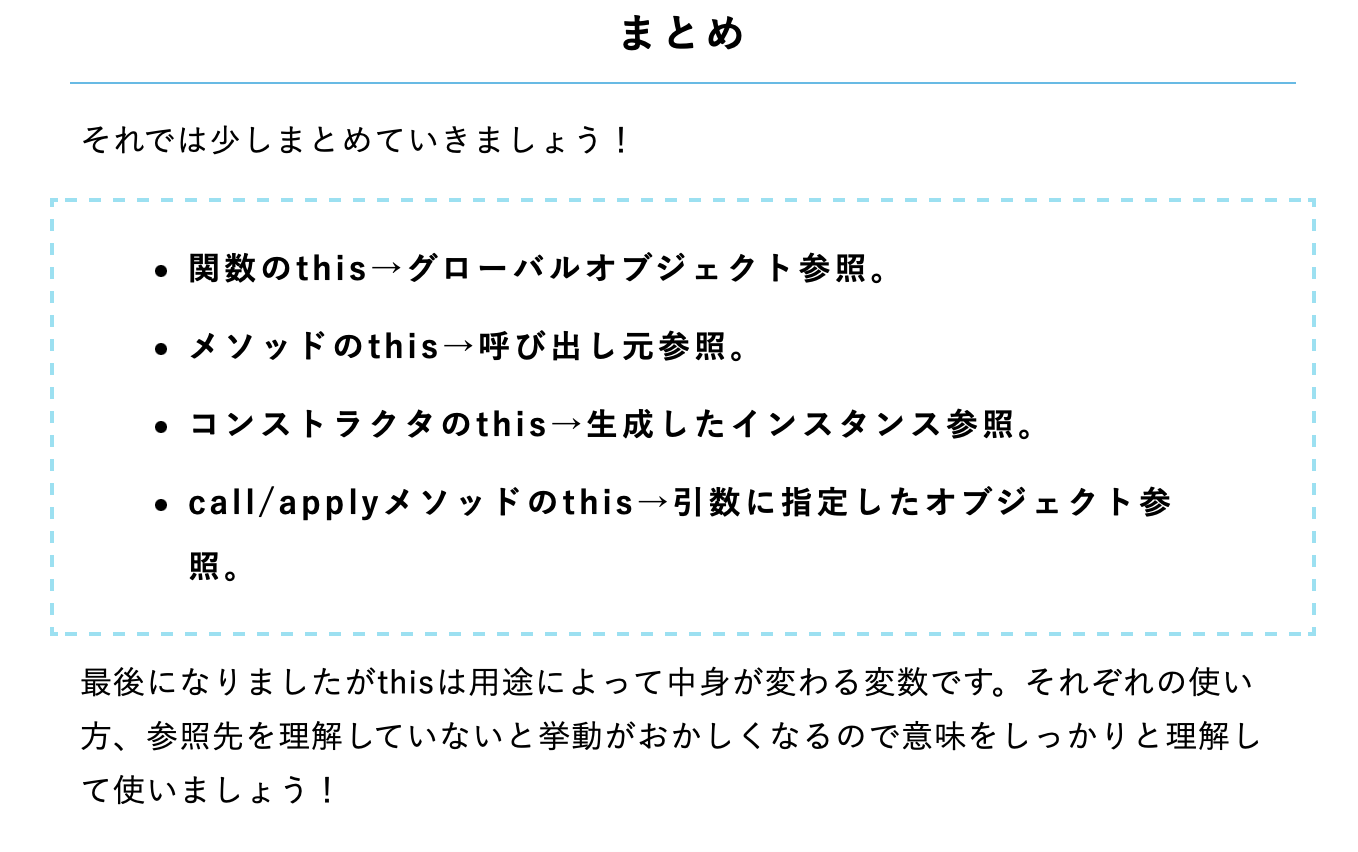 まとめ
それでは少しまとめていきましょう！
• 関数のthis→グローバルオブジェクト参照。
• メソッドのthis→呼び出し元参照。
• コンストラクタのthis→生成したインスタンス参照。
• call/applyメソッドのthis→引数に指定したオブジェクト参
照。
最後になりましたがthisは用途によって中身が変わる変数です。それぞれの使い
方、参照先を理解していないと挙動がおかしくなるので意味をしっかりと理解し
て使いましょう！